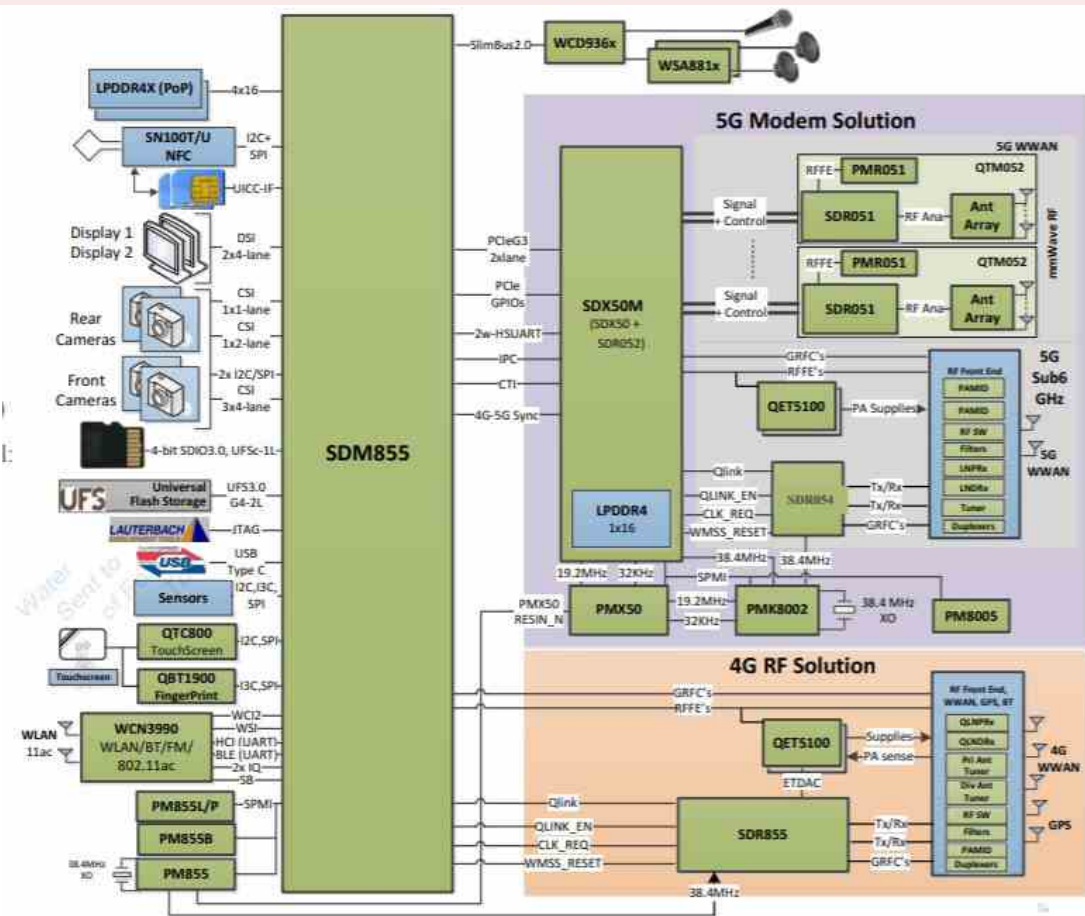 SlimBus2.0
WCD936x
WSA881x
LPDDR4X (PoP)
4x16
SN100T/U
NFC
I2C+
SPI
UICC-IF
Display 1
Display 2
DSI
2x4-lane
Rear
Cameras
CSI
1x1-lane
CSI
1x2-lane
Front
Cameras
2x I2C/SPI
CSI
3x4-lane
4-bit SDIO3.0, UFSc-1L
UFS
Universal
Flash Storage
UFS3.0
G4-2L
LAUTERBACH
JTAG
USB
USB
Type C
Sensors
I2C,I3C,
SPI
Water
Sent to
of
Touchscreen
QTC800
TouchScreen
I2C,SPI
QBT1900
FingerPrint
I3C,SPI
WLAN
11ac
WCN3990
WLAN/BT/FM/
802.11ac
WCI2
WSI
HCI (UART)
BLE (UART)
2x IQ
SB
PM855L/P
SPMI
PM855B
38.4MHz
XO
PM855
SDM855
PCIeG3
2xlane
PCIe
GPIOs
2w-HSUART
IPC
CTI
4G-5G Sync
5G Modem Solution
SDX50M
(SDX50 +
SDR052)
LPDDR4
1x16
5G WWAN
mmWave RF
Signal
+ Control
RFFE
PMR051
QTM052
SDR051
RF Ana
Ant
Array
Signal
+ Control
RFFE
PMR051
QTM052
SDR051
RF Ana
Ant
Array
GRFC's
RFFE's
QET5100
PA Supplies
RF Front End
PAMID
PAMID
RF SW
Filters
LNPRx
LNDRx
Tuner
Duplexers
5G
Sub6
GHz
5G
WWAN
Qlink
QLINK_EN
CLK_REQ
WMSS_RESET
SDR854
Tx/Rx
Tx/Rx
GRFC's
38.4MHz
38.4MHz
19.2MHz
32KHz
SPMI
PMX50
RESIN_N
PMX50
19.2MHz
32KHz
PMK8002
38.4 MHz
XO
PM8005
4G RF Solution
GRFC's
RFFE's
QET5100
Supplies
PA sense
ETDAC
RF Front End,
WWAN, GPS, BT
QLNPRx
QLNDRx
Pri Ant
Tuner
Div Ant
Tuner
RF SW
Filters
PAMID
Duplexers
4G
WWAN
GPS
Qlink
QLINK_EN
CLK_REQ
WMSS_RESET
SDR855
Tx/Rx
Tx/Rx
GRFC's
38.4MHz